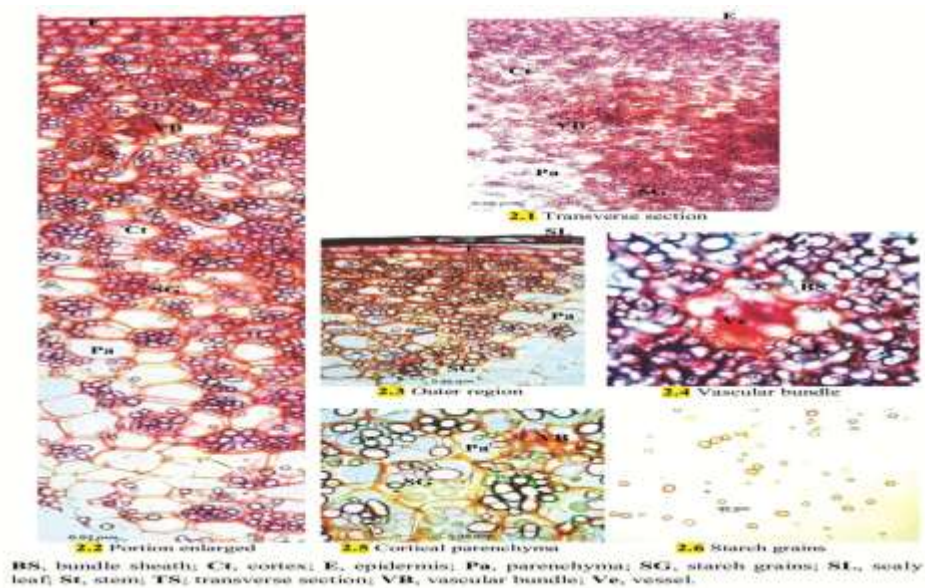 E
E
Ct
VB
VB
Pa
SG
2.1 Transverse section
SL
Ct
SG
Pa
Pa
SG
2.3 Outer region
BS
Ve
2.4 Vascular bundle
VB
Pa
SG
2.2 Portion enlarged
2.5 Cortical parenchyma
2.6 Starch grains
BS, bundle sheath; Ct, cortex; E, epidermis; Pa, parenchyma; SG, starch grains; SL, scaly
leaf; St, stem; TS; transverse section; VB, vascular bundle; Ve, vessel.